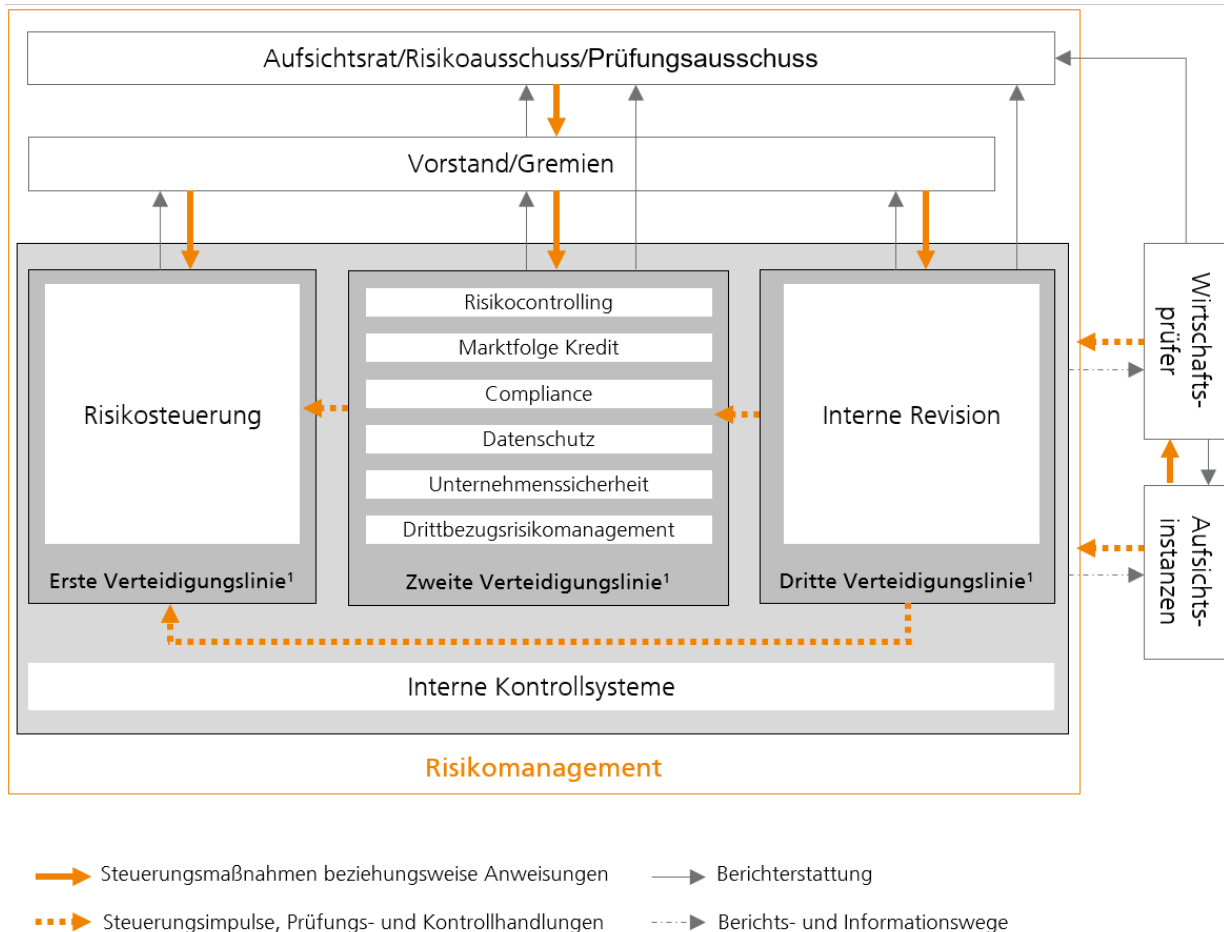 Aufsichtsrat/Risikoausschuss/Prüfungsausschuss
Vorstand/Gremien
Risikosteuerung
Erste Verteidigungslinie¹
Risikocontrolling
Marktfolge Kredit
Compliance
Datenschutz
Unternehmenssicherheit
Drittbezugsrisikomanagement
Zweite Verteidigungslinie¹
Interne Revision
Dritte Verteidigungslinie¹
Interne Kontrollsysteme
Risikomanagement
Wirtschafts-
prüfer
Aufsichts-
instanzen
Steuerungsmaßnahmen beziehungsweise Anweisungen
Berichterstattung
Steuerungsimpulse, Prüfungs- und Kontrollhandlungen
Berichts- und Informationswege